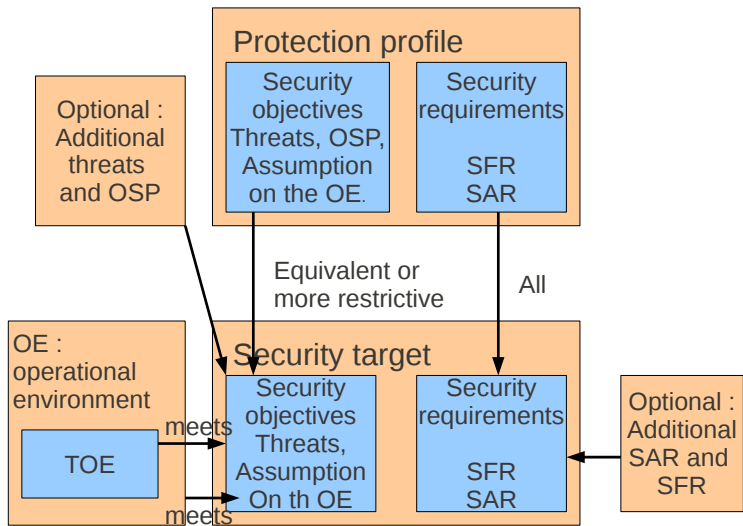 Protection profile
Security
objectives
Threats, OSP,
Assumption
on the OE.
Security
requirements
SFR
SAR
Optional :
Additional
threats
and OSP
Equivalent or
more restrictive
All
OE :
operational
environment
TOE
meets
meets
Security target
Security
objectives
Threats,
Assumption
On th OE
Security
requirements
SFR
SAR
Optional :
Additional
SAR and
SFR